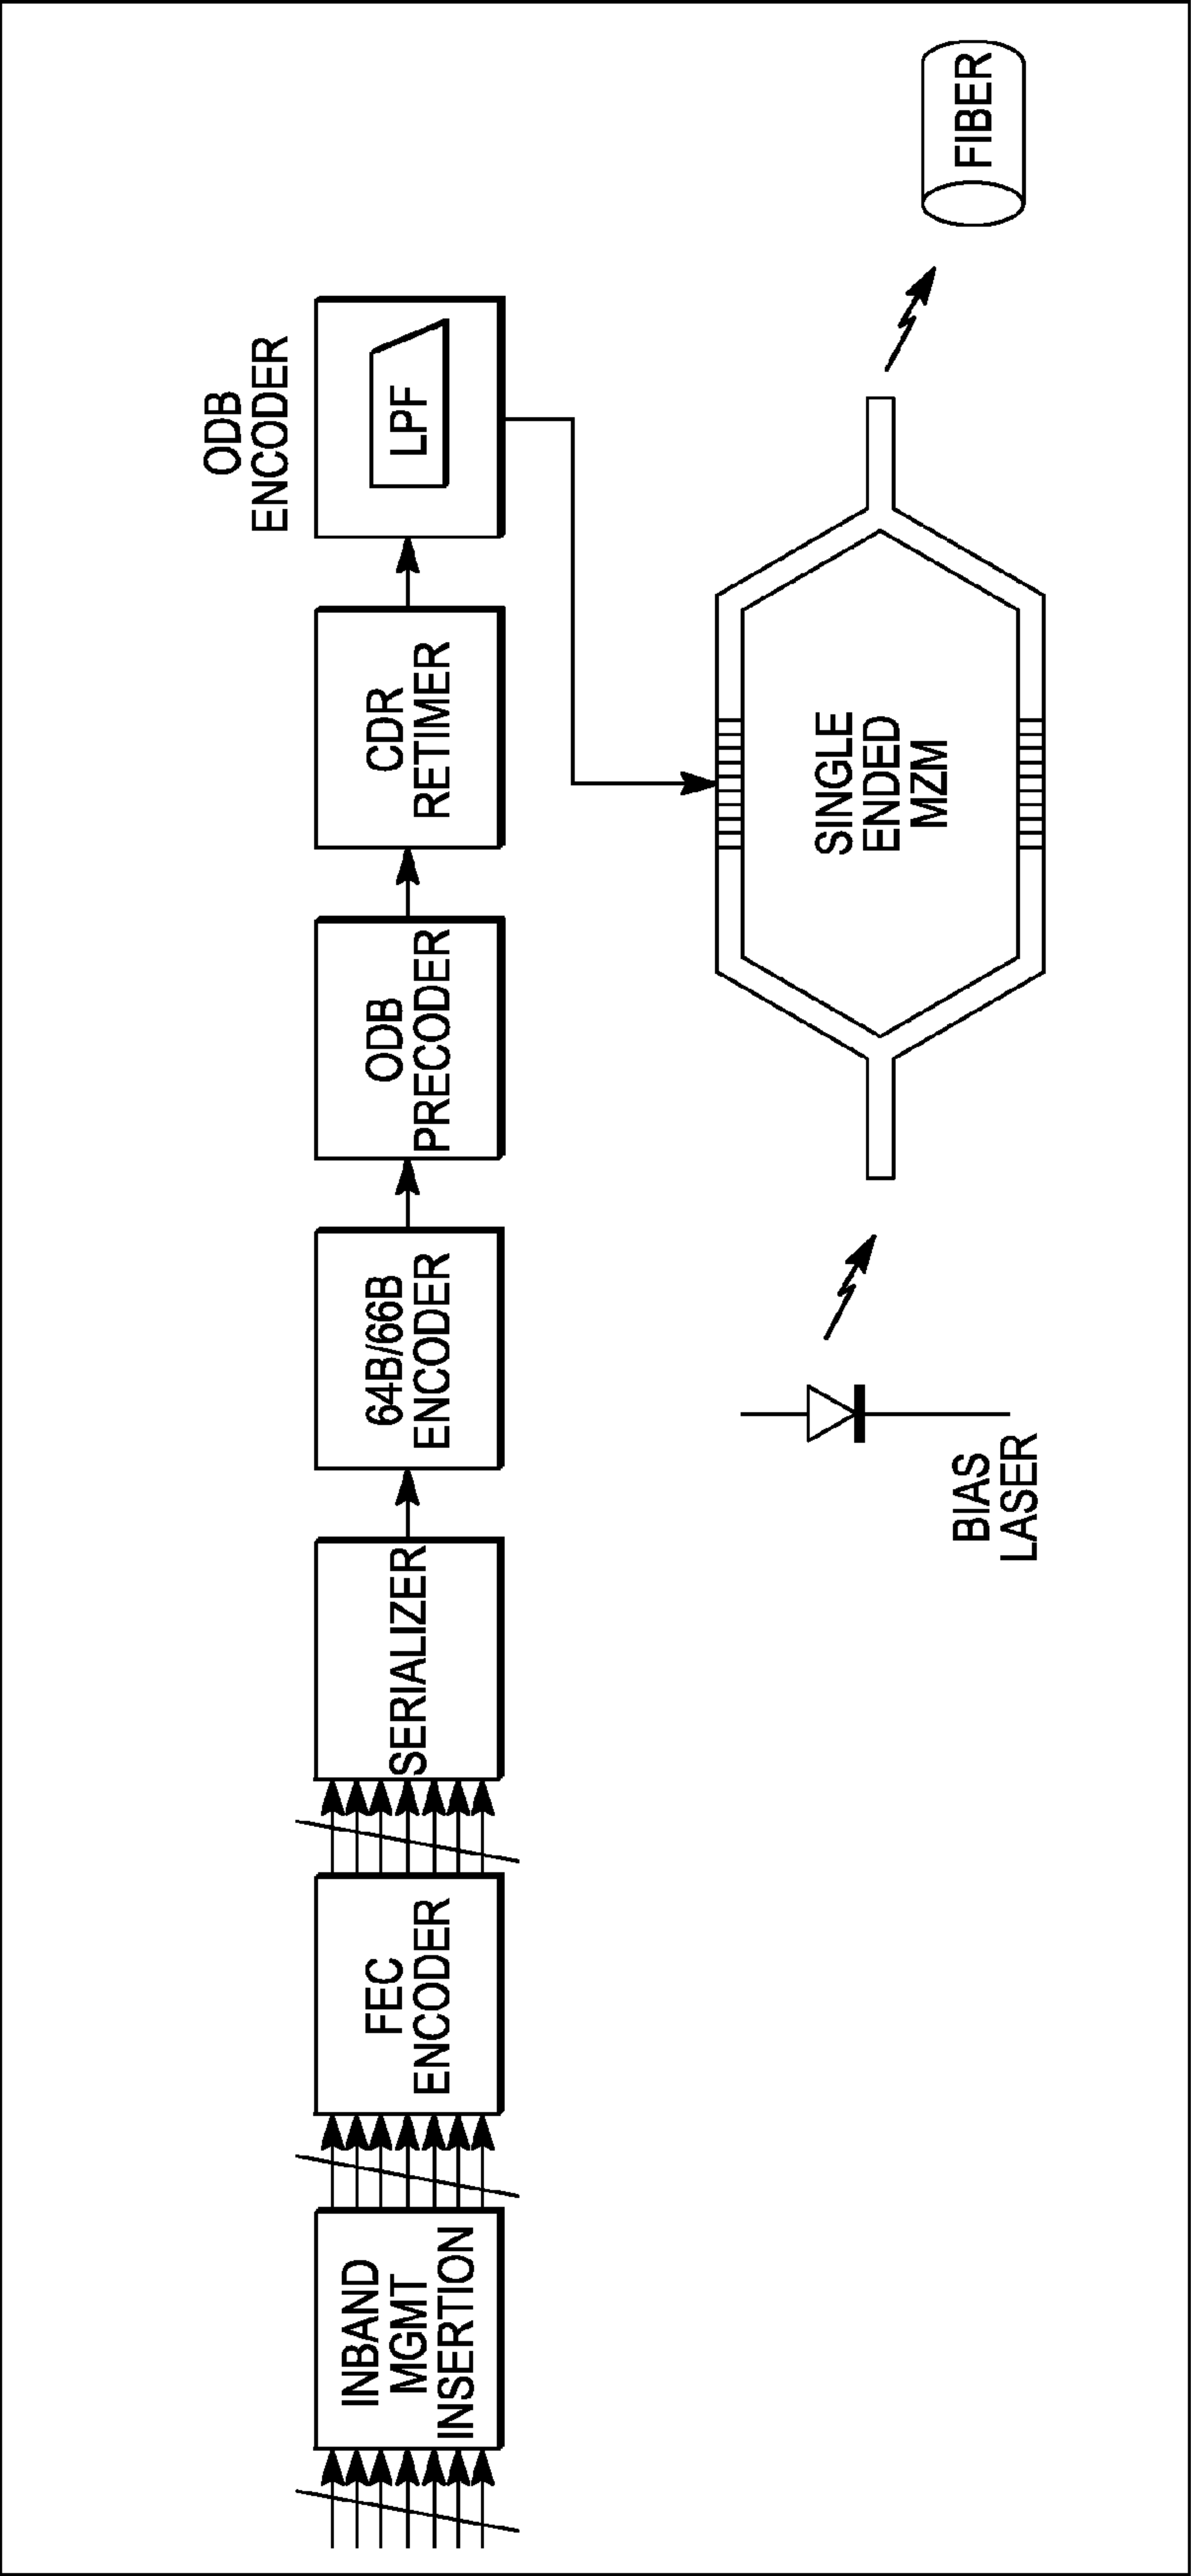 INBAND
MGMT
INSERTION
FEC
ENCODER
SERIALIZER
64B/66B
ENCODER
ODB
PRECODER
CDR
RETIMER
ODB
ENCODER
LPF
BIAS
LASER
SINGLE
ENDED
MZM
FIBER